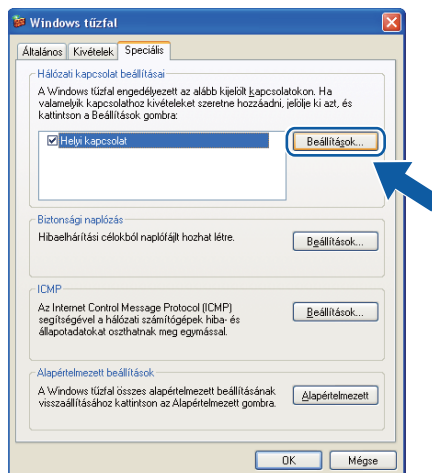 Windows tűzfal
Általános Kivételek Speciális
Hálózati kapcsolat beállításai
A Windows tűzfal engedélyezett az alább kijelölt kapcsolatokon. Ha
valamelyik kapcsolathoz kivételeket szeretne hozzáadni, jelölje ki azt, és
kattintson a Beállítások gombra:
Helyi kapcsolat
Beállítások...
Biztonsági naplózás
Hibaelhárítási célokból naplófájlt hozhat létre.
Beállítások...
ICMP
Az Internet Control Message Protocol (ICMP)
segítségével a hálózati számítógépek hiba- és
állapotadatokat oszthatnak meg egymással.
Beállítások...
Alapértelmezett beállítások
A Windows tűzfal összes alapértelmezett beállításának
visszaállításához kattintson az Alapértelmezett gombra.
Alapértelmezett
OK Mégse